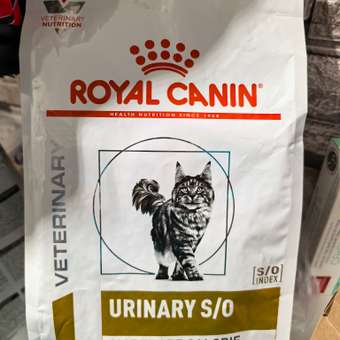 VETERINARY
NUTRITION
ROYAL CANIN
HEALTH NUTRITION SINCE 1968
VETERINARY
S/O
INDEX
URINARY S/O